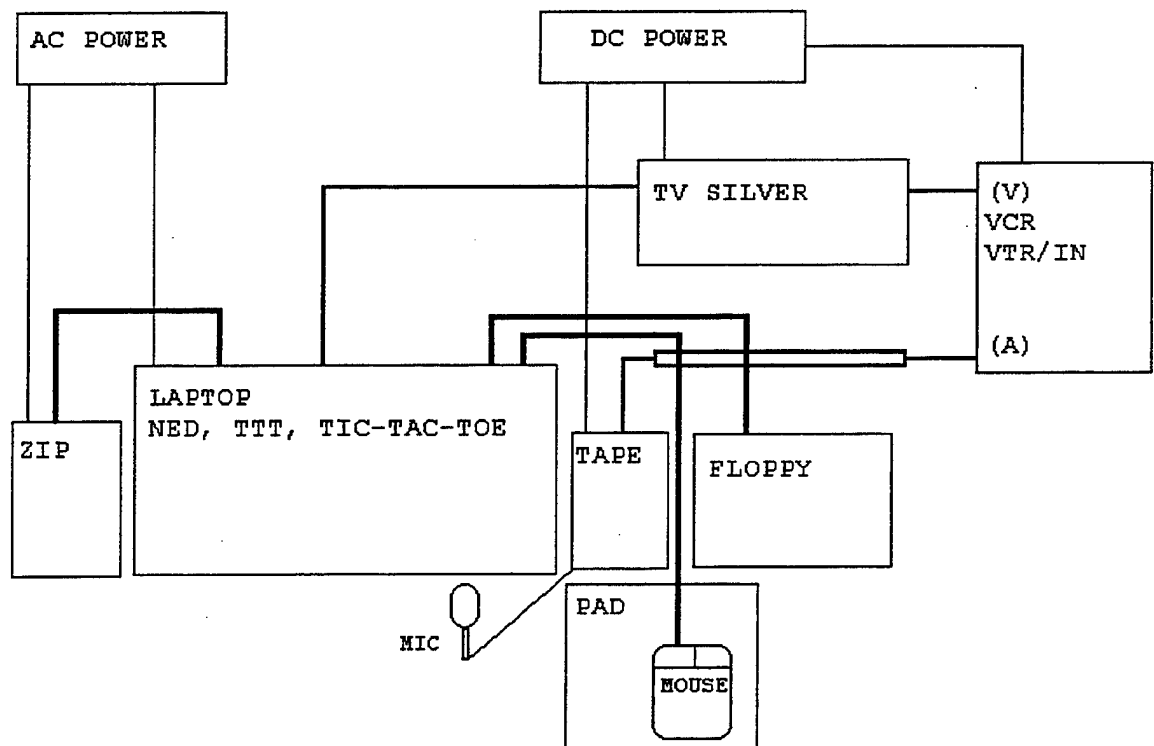 AC POWER
DC POWER
TV SILVER
(V)
VCR
VTR/IN
(A)
LAPTOP
NED, TTT, TIC-TAC-TOE
ZIP
TAPE
FLOPPY
MIC
PAD
MOUSE